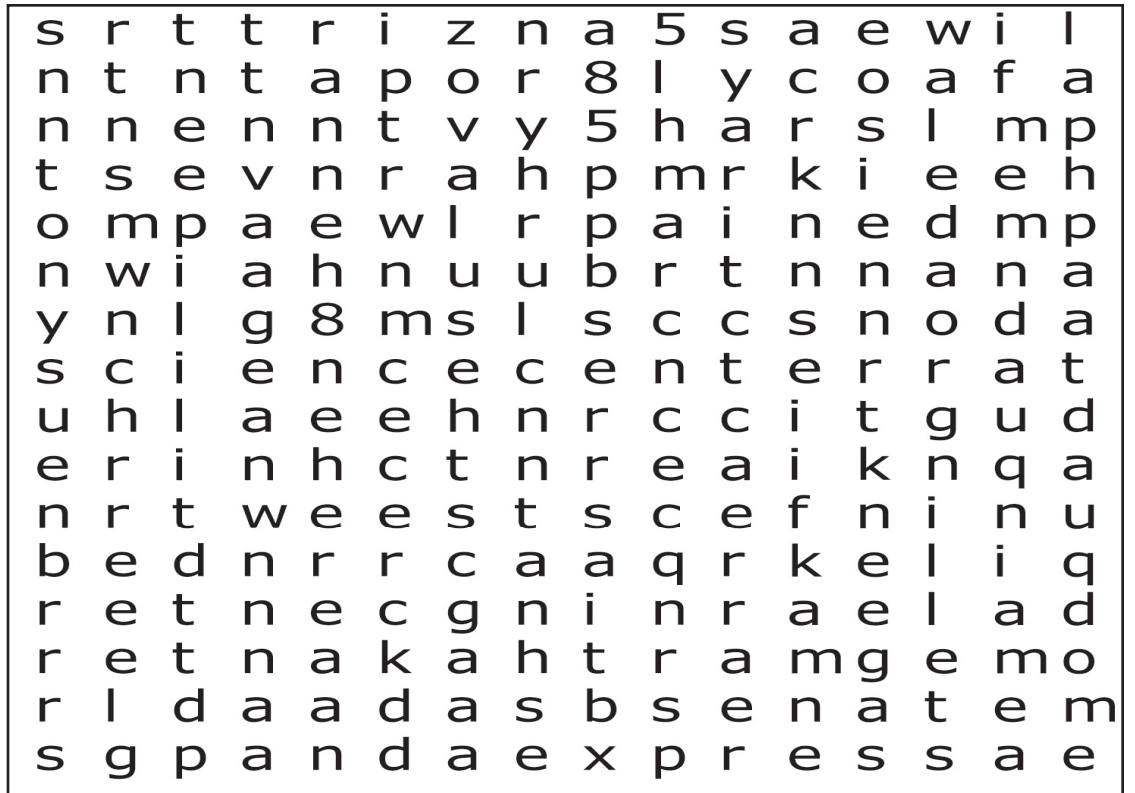 s r t t r i z n a 5 s a e w i l
n t n t a p o r 8 l y c o a f a
n n e n n t v y 5 h a r s l m p
t s e v n r a h p m r k i e e h
o m p a e w l r p a i n e d m p
n w i a h n u u b r t n n a n a
y n l g 8 m s l s c c s n o d a
s c i e n c e c e n t e r r a t
u h l a e e h n r c c i t g u d
e r i n h c t n r e a i k n q a
n r t w e e s t s c e f n i n u
b e d n r r c a a q r k e l i q
r e t n e c g n i n r a e l a d
r e t n a k a h t r a m g e m o
r l d a a d a s b s e n a t e m
s g p a n d a e x p r e s s a e